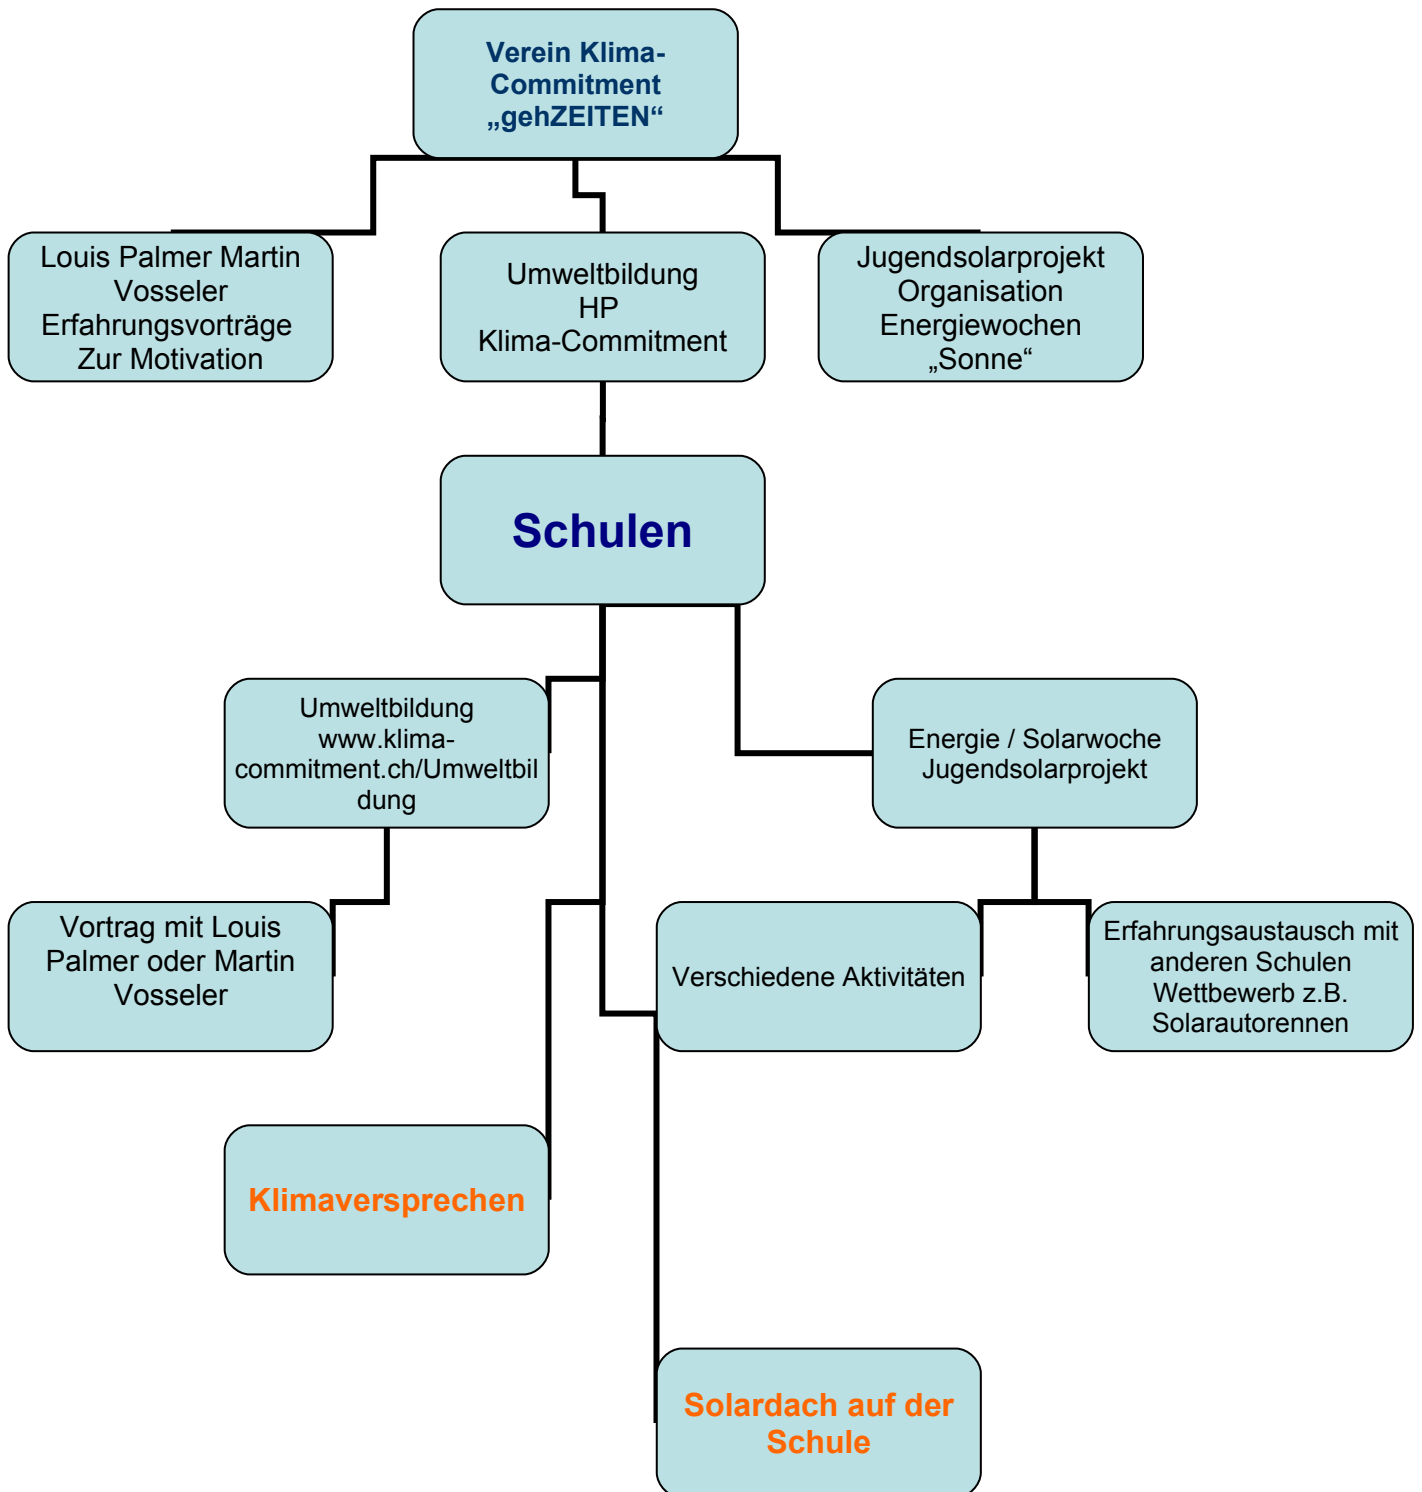 Verein Klima-
Commitment
„gehZEITEN“
Louis Palmer Martin
Vosseler
Erfahrungsvorträge
Zur Motivation
Umweltbildung
HP
Klima-Commitment
Jugendsolarprojekt
Organisation
Energiewochen
„Sonne“
Schulen
Umweltbildung
www.klima-
commitment.ch/Umweltbil
dung
Energie / Solarwoche
Jugendsolarprojekt
Vortrag mit Louis
Palmer oder Martin
Vosseler
Verschiedene Aktivitäten
Erfahrungsaustausch mit
anderen Schulen
Wettbewerb z.B.
Solarautorennen
Klimaversprechen
Solardach auf der
Schule